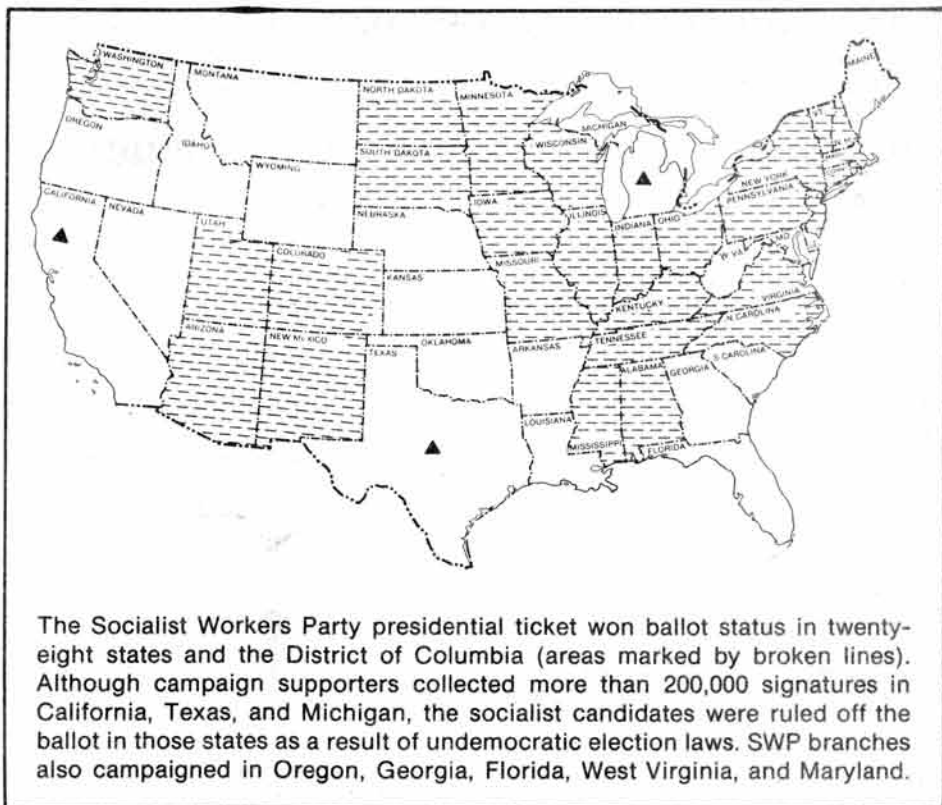 WASHINGTON
MONTANA
NORTH DAKOTA
MINNESOTA
MAINE
OREGON
IDAHO
MICHIGAN
WISCONSIN
VT
SOUTH DAKOTA
WYOMING
NEW YORK
PENNSYLVANIA
CALIFORNIA
NEVADA
NEBRASKA
IOWA
ILLINOIS
INDIANA
OHIO
UTAH
COLORADO
MISSOURI
W VA
MD
KANSAS
KENTUCKY
VIRGINIA
ARIZONA
NEW MEXICO
TEXAS
OKLAHOMA
ARKANSAS
TENNESSEE
N CAROLINA
ALABAMA
GEORGIA
S CAROLINA
LOUISIANA
MISSISSIPPI
FLORIDA
The Socialist Workers Party presidential ticket won ballot status in twenty-
eight states and the District of Columbia (areas marked by broken lines).
Although campaign supporters collected more than 200,000 signatures in
California, Texas, and Michigan, the socialist candidates were ruled off the
ballot in those states as a result of undemocratic election laws. SWP branches
also campaigned in Oregon, Georgia, Florida, West Virginia, and Maryland.